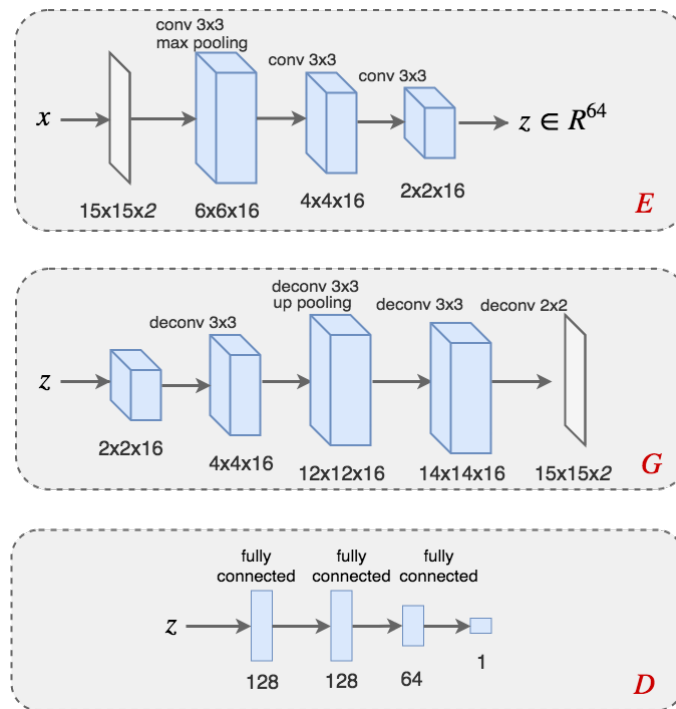 conv 3x3
max pooling
conv 3x3
conv 3x3
x
z ∈ R^64
15x15x2
6x6x16
4x4x16
2x2x16
E
deconv 3x3
deconv 3x3
up pooling
deconv 3x3
deconv 2x2
z
2x2x16
4x4x16
12x12x16
14x14x16
15x15x2
G
fully
connected
fully
connected
fully
connected
z
128
128
64
1
D